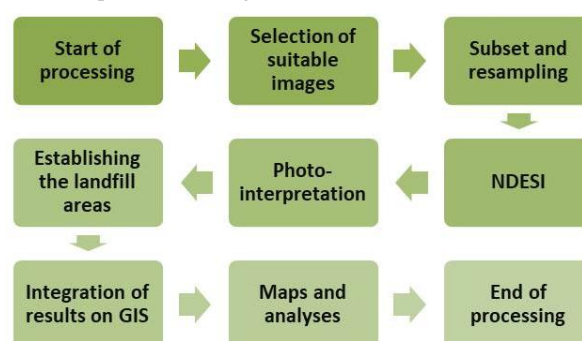 Start of
processing
Selection of
suitable
images
Subset and
resampling
NDESI
Photo-
interpretation
Establishing
the landfill
areas
Integration of
results on GIS
Maps and
analyses
End of
processing